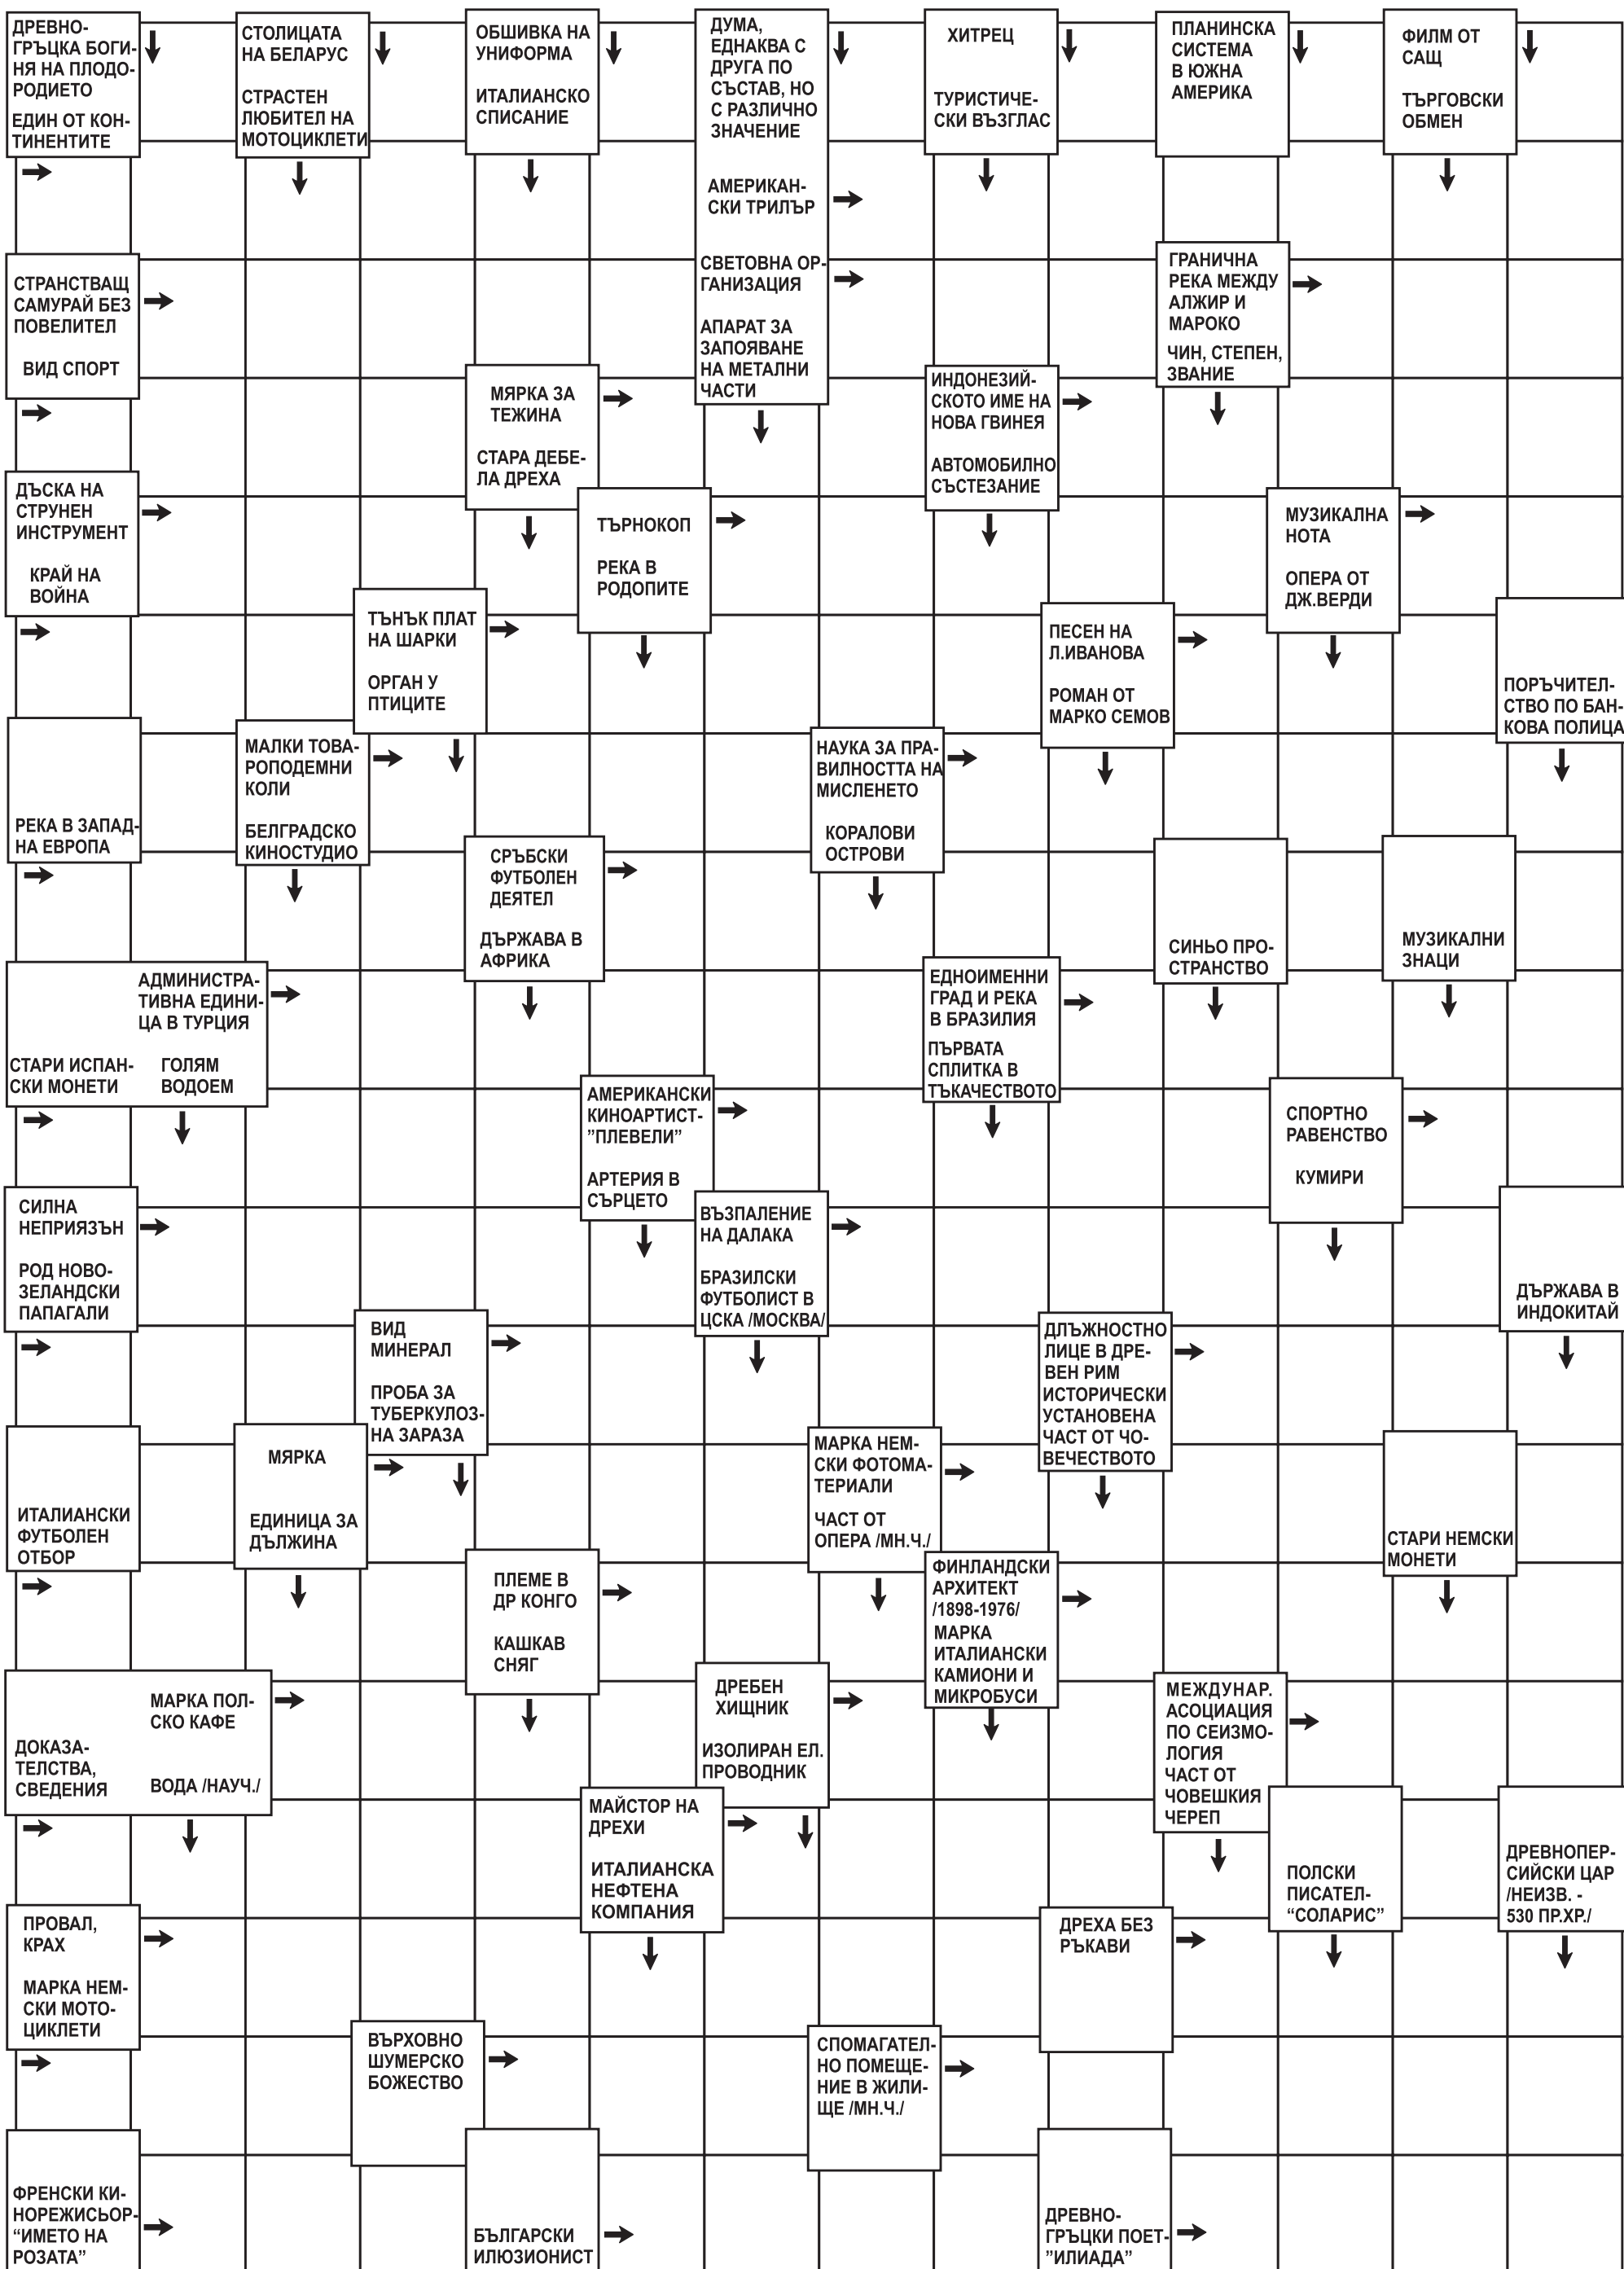 ДРЕВНО-
ГРЪЦКА БОГИ-
НЯ НА ПЛОДО-
РОДИЕТО
ЕДИН ОТ КОН-
ТИНЕНТИТЕ
СТОЛИЦАТА
НА БЕЛАРУС
СТРАСТЕН
ЛЮБИТЕЛ НА
МОТОЦИКЛЕТИ
ОБШИВКА НА
УНИФОРМА
ИТАЛИАНСКО
СПИСАНИЕ
ДУМА,
ЕДНАКВА С
ДРУГА ПО
СЪСТАВ, НО
С РАЗЛИЧНО
ЗНАЧЕНИЕ
АМЕРИКАН-
СКИ ТРИЛЪР
СВЕТОВНА ОР-
ГАНИЗАЦИЯ
АПАРАТ ЗА
ЗАПОЯВАНЕ
НА МЕТАЛНИ
ЧАСТИ
ХИТРЕЦ
ТУРИСТИЧЕ-
СКИ ВЪЗГЛАС
ПЛАНИНСКА
СИСТЕМА
В ЮЖНА
АМЕРИКА
ФИЛМ ОТ
САЩ
ТЪРГОВСКИ
ОБМЕН
СТРАНСТВАЩ
САМУРАЙ БЕЗ
ПОВЕЛИТЕЛ
ВИД СПОРТ
ГРАНИЧНА
РЕКА МЕЖДУ
АЛЖИР И
МАРОКО
ЧИН, СТЕПЕН,
ЗВАНИЕ
МЯРКА ЗА
ТЕЖИНА
СТАРА ДЕБЕ-
ЛА ДРЕХА
ИНДОНЕЗИЙ-
СКОТО ИМЕ НА
НОВА ГВИНЕЯ
АВТОМОБИЛНО
СЪСТЕЗАНИЕ
ДЪСКА НА
СТРУНЕН
ИНСТРУМЕНТ
КРАЙ НА
ВОЙНА
ТЪРНОКОП
РЕКА В
РОДОПИТЕ
МУЗИКАЛНА
НОТА
ОПЕРА ОТ
ДЖ.ВЕРДИ
ТЪНЪК ПЛАТ
НА ШАРКИ
ОРГАН У
ПТИЦИТЕ
ПЕСЕН НА
Л.ИВАНОВА
РОМАН ОТ
МАРКО СЕМОВ
ПОРЪЧИТЕЛ-
СТВО ПО БАН-
КОВА ПОЛИЦА
РЕКА В ЗАПАД-
НА ЕВРОПА
МАЛКИ ТОВА-
РОПОДЕМНИ
КОЛИ
БЕЛГРАДСКО
КИНОСТУДИО
НАУКА ЗА ПРА-
ВИЛНОСТТА НА
МИСЛЕНЕТО
КОРАЛОВИ
ОСТРОВИ
СРЪБСКИ
ФУТБОЛЕН
ДЕЯТЕЛ
ДЪРЖАВА В
АФРИКА
СИНЬО ПРО-
СТРАНСТВО
МУЗИКАЛНИ
ЗНАЦИ
АДМИНИСТРА-
ТИВНА ЕДИНИ-
ЦА В ТУРЦИЯ
СТАРИ ИСПАН-
СКИ МОНЕТИ
ГОЛЯМ
ВОДОЕМ
ЕДНОИМЕННИ
ГРАД И РЕКА
В БРАЗИЛИЯ
ПЪРВАТА
СПЛИТКА В
ТЪКАЧЕСТВОТО
АМЕРИКАНСКИ
КИНОАРТИСТ-
”ПЛЕВЕЛИ”
АРТЕРИЯ В
СЪРЦЕТО
СПОРТНО
РАВЕНСТВО
КУМИРИ
СИЛНА
НЕПРИЯЗЪН
РОД НОВО-
ЗЕЛАНДСКИ
ПАПАГАЛИ
ВЪЗПАЛЕНИЕ
НА ДАЛАКА
БРАЗИЛСКИ
ФУТБОЛИСТ В
ЦСКА /МОСКВА/
ДЪРЖАВА В
ИНДОКИТАЙ
ВИД
МИНЕРАЛ
ПРОБА ЗА
ТУБЕРКУЛОЗ-
НА ЗАРАЗА
ДЛЪЖНОСТНО
ЛИЦЕ В ДРЕ-
ВЕН РИМ
ИСТОРИЧЕСКИ
УСТАНОВЕНА
ЧАСТ ОТ ЧО-
ВЕЧЕСТВОТО
ИТАЛИАНСКИ
ФУТБОЛЕН
ОТБОР
МЯРКА
ЕДИНИЦА ЗА
ДЪЛЖИНА
МАРКА НЕМ-
СКИ ФОТОМА-
ТЕРИАЛИ
ЧАСТ ОТ
ОПЕРА /МН.Ч./
СТАРИ НЕМСКИ
МОНЕТИ
ПЛЕМЕ В
ДР КОНГО
КАШКАВ
СНЯГ
ФИНЛАНДСКИ
АРХИТЕКТ
/1898-1976/
МАРКА
ИТАЛИАНСКИ
КАМИОНИ И
МИКРОБУСИ
МАРКА ПОЛ-
СКО КАФЕ
ДОКАЗА-
ТЕЛСТВА,
СВЕДЕНИЯ
ВОДА /НАУЧ./
ДРЕБЕН
ХИЩНИК
ИЗОЛИРАН ЕЛ.
ПРОВОДНИК
МЕЖДУНАР.
АСОЦИАЦИЯ
ПО СЕИЗМО-
ЛОГИЯ
ЧАСТ ОТ
ЧОВЕШКИЯ
ЧЕРЕП
МАЙСТОР НА
ДРЕХИ
ИТАЛИАНСКА
НЕФТЕНА
КОМПАНИЯ
ПОЛСКИ
ПИСАТЕЛ-
“СОЛАРИС”
ДРЕВНОПЕР-
СИЙСКИ ЦАР
/НЕИЗВ. -
530 ПР.ХР./
ПРОВАЛ,
КРАХ
МАРКА НЕМ-
СКИ МОТО-
ЦИКЛЕТИ
ДРЕХА БЕЗ
РЪКАВИ
ВЪРХОВНО
ШУМЕРСКО
БОЖЕСТВО
СПОМАГАТЕЛ-
НО ПОМЕЩЕ-
НИЕ В ЖИЛИ-
ЩЕ /МН.Ч./
ФРЕНСКИ КИ-
НОРЕЖИСЬОР-
“ИМЕТО НА
РОЗАТА”
БЪЛГАРСКИ
ИЛЮЗИОНИСТ
ДРЕВНО-
ГРЪЦКИ ПОЕТ-
”ИЛИАДА”